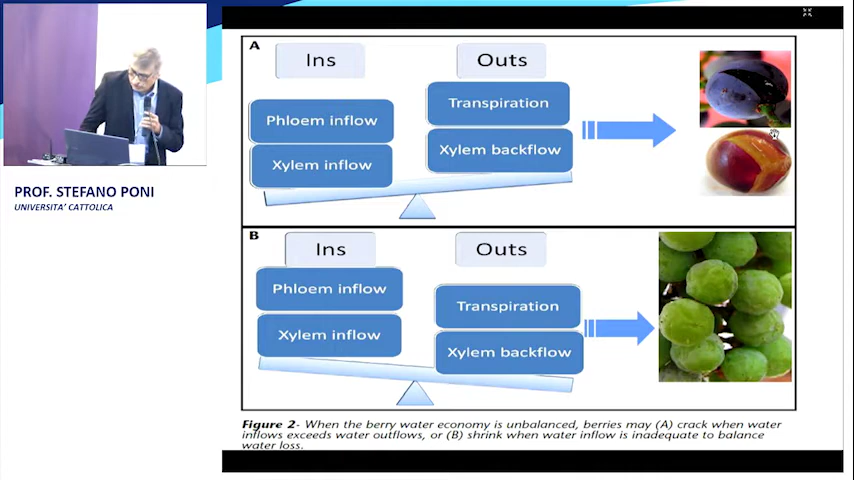 A
Ins
Outs
Phloem inflow
Transpiration
Xylem inflow
Xylem backflow
PROF. STEFANO PONI
UNIVERSITA' CATTOLICA
B
Ins
Outs
Phloem inflow
Transpiration
Xylem inflow
Xylem backflow
Figure 2- When the berry water economy is unbalanced, berries may (A) crack when water
inflows exceeds water outflows, or (B) shrink when water inflow is inadequate to balance
water loss.